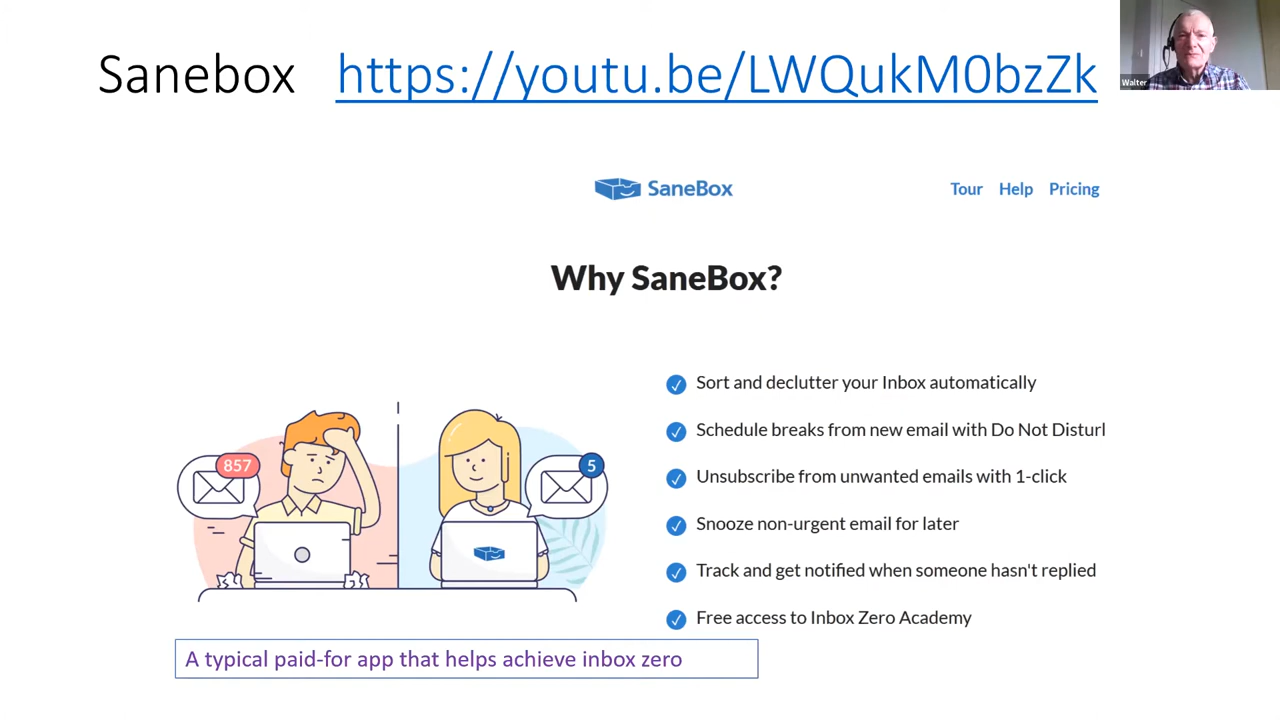 Sanebox https://youtu.be/LWQukM0bzZk
Walter
SaneBox
Tour Help Pricing
Why SaneBox?
Sort and declutter your Inbox automatically
Schedule breaks from new email with Do Not Disturl
Unsubscribe from unwanted emails with 1-click
Snooze non-urgent email for later
Track and get notified when someone hasn't replied
Free access to Inbox Zero Academy
857
5
A typical paid-for app that helps achieve inbox zero